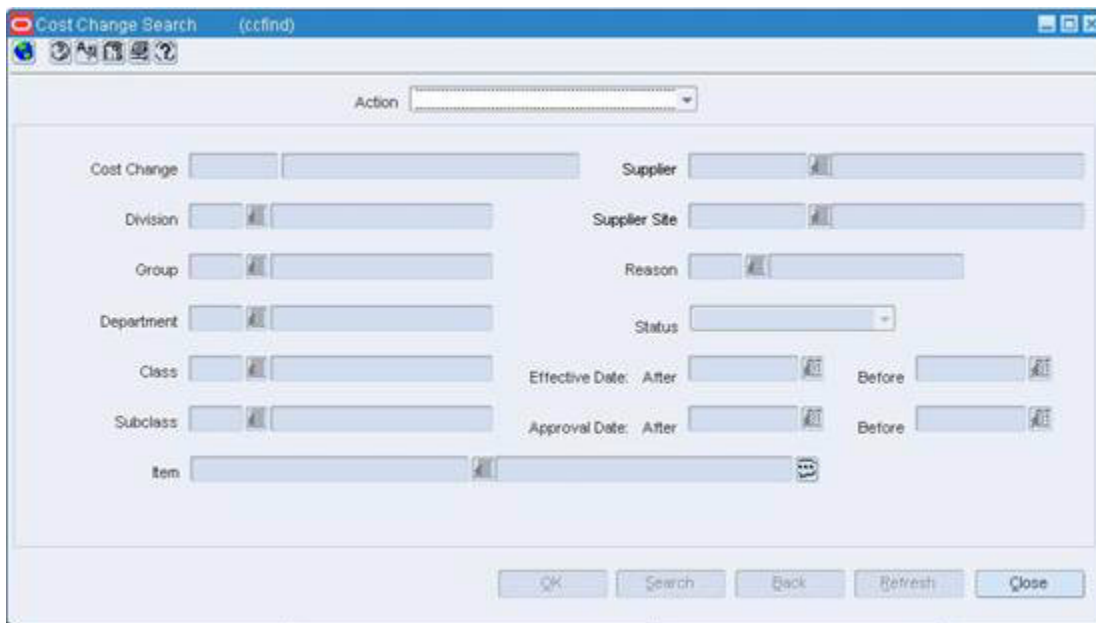 Cost Change Search (ccfind)
Action
Cost Change
Supplier
Division
Supplier Site
Group
Reason
Department
Status
Class
Effective Date: After
Before
Subclass
Approval Date: After
Before
Item
OK
Search
Back
Refresh
Close